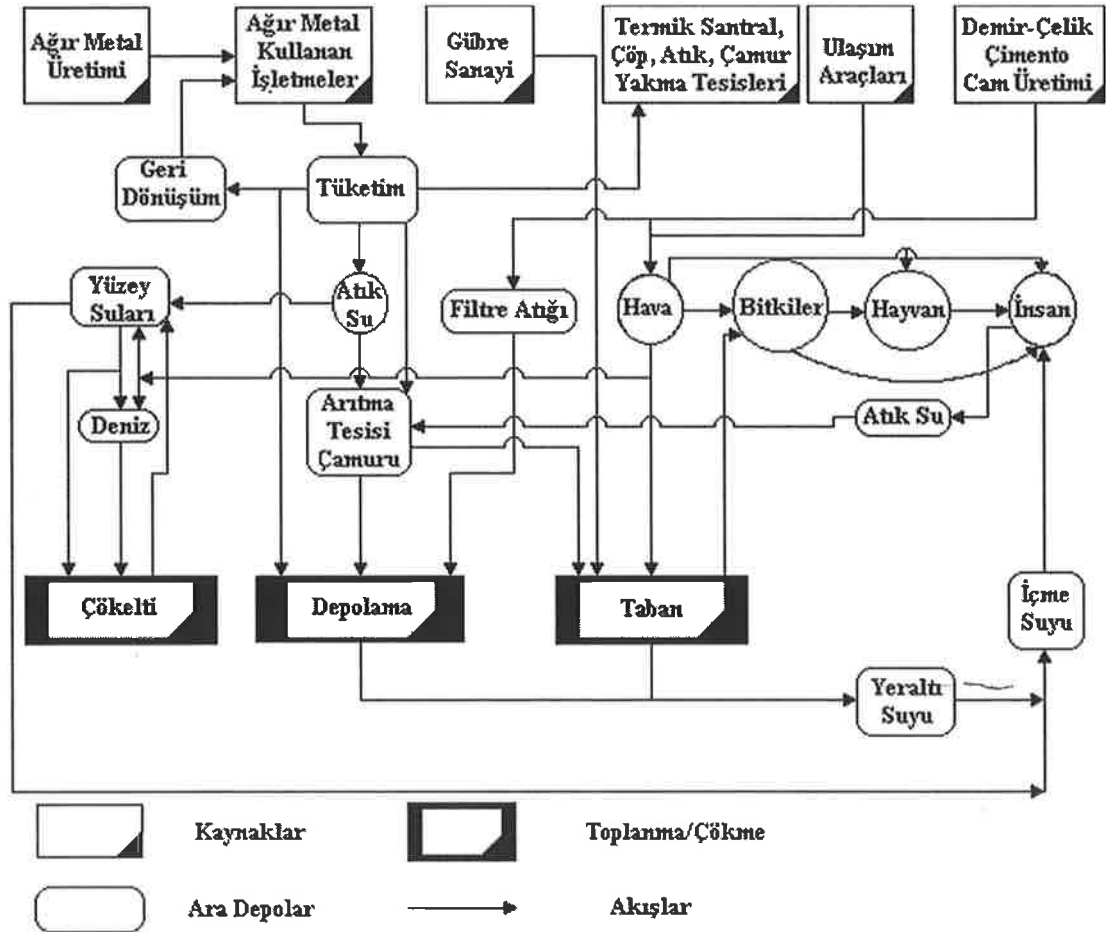 Ağır Metal
Üretimi
Ağır Metal
Kullanan
İşletmeler
Gübre
Sanayi
Termik Santral,
Çöp, Atık, Çamur
Yakma Tesisleri
Ulaşım
Araçları
Demir-Çelik
Çimento
Cam Üretimi
Geri
Dönüşüm
Tüketim
Yüzey
Suları
Atık
Su
Filtre Atığı
Hava
Bitkiler
Hayvan
İnsan
Deniz
Arıtma
Tesisi
Çamuru
Atık Su
Çökelti
Depolama
Taban
İçme
Suyu
Yeraltı
Suyu
Kaynaklar
Toplanma/Çökme
Ara Depolar
Akışlar